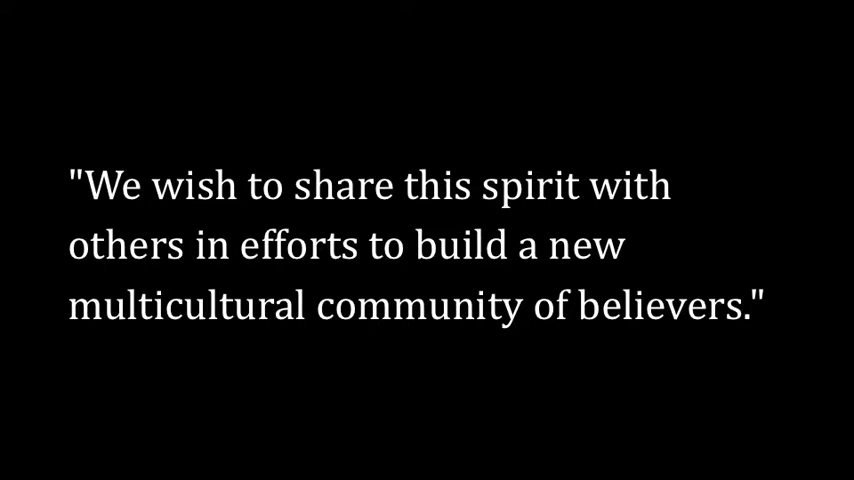 "We wish to share this spirit with
others in efforts to build a new
multicultural community of believers."